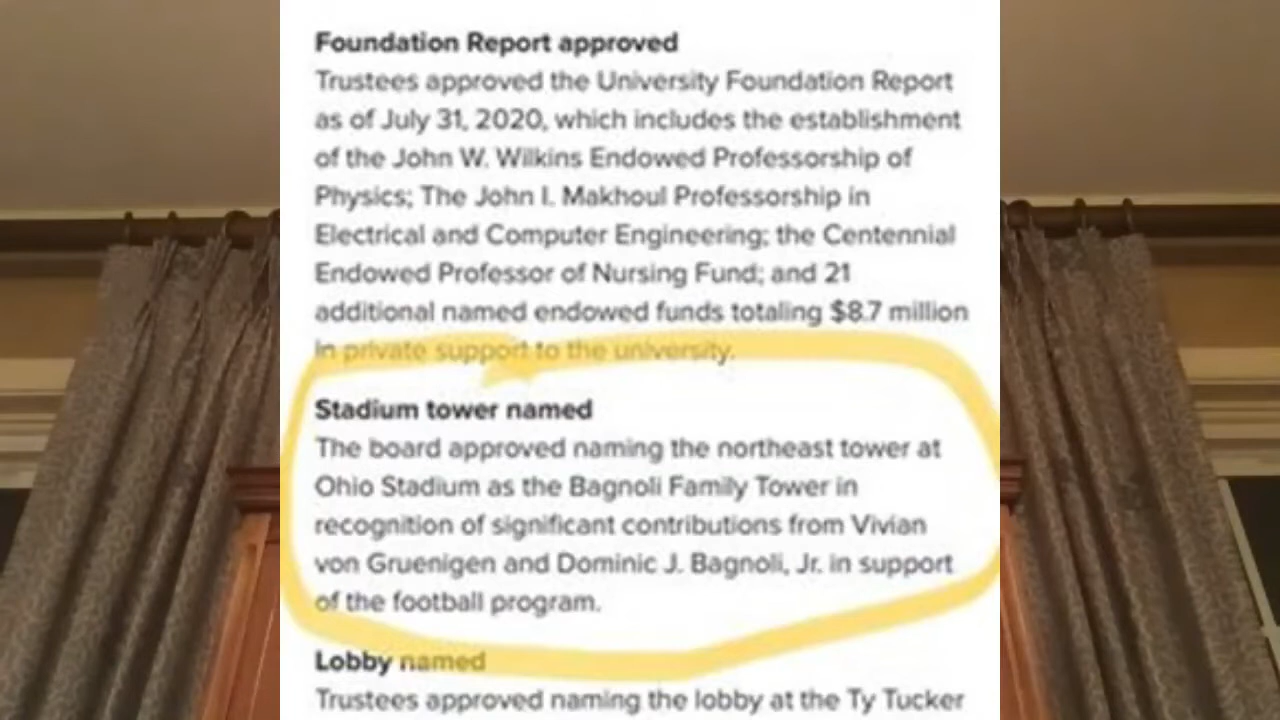 Foundation Report approved
Trustees approved the University Foundation Report
as of July 31, 2020, which includes the establishment
of the John W. Wilkins Endowed Professorship of
Physics; The John I. Makhoul Professorship in
Electrical and Computer Engineering; the Centennial
Endowed Professor of Nursing Fund; and 21
additional named endowed funds totaling $8.7 million
in private support to the university.
Stadium tower named
The board approved naming the northeast tower at
Ohio Stadium as the Bagnoli Family Tower in
recognition of significant contributions from Vivian
von Gruenigen and Dominic J. Bagnoli, Jr. in support
of the football program.
Lobby named
Trustees approved naming the lobby at the Ty Tucker